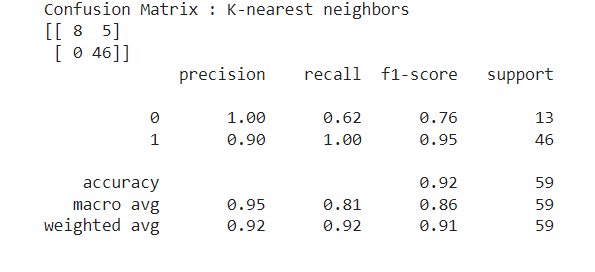 Confusion Matrix : K-nearest neighbors
[[ 8  5]
 [ 0 46]]
              precision    recall  f1-score   support

           0       1.00      0.62      0.76        13
           1       0.90      1.00      0.95        46

    accuracy                           0.92        59
   macro avg       0.95      0.81      0.86        59
weighted avg       0.92      0.92      0.91        59